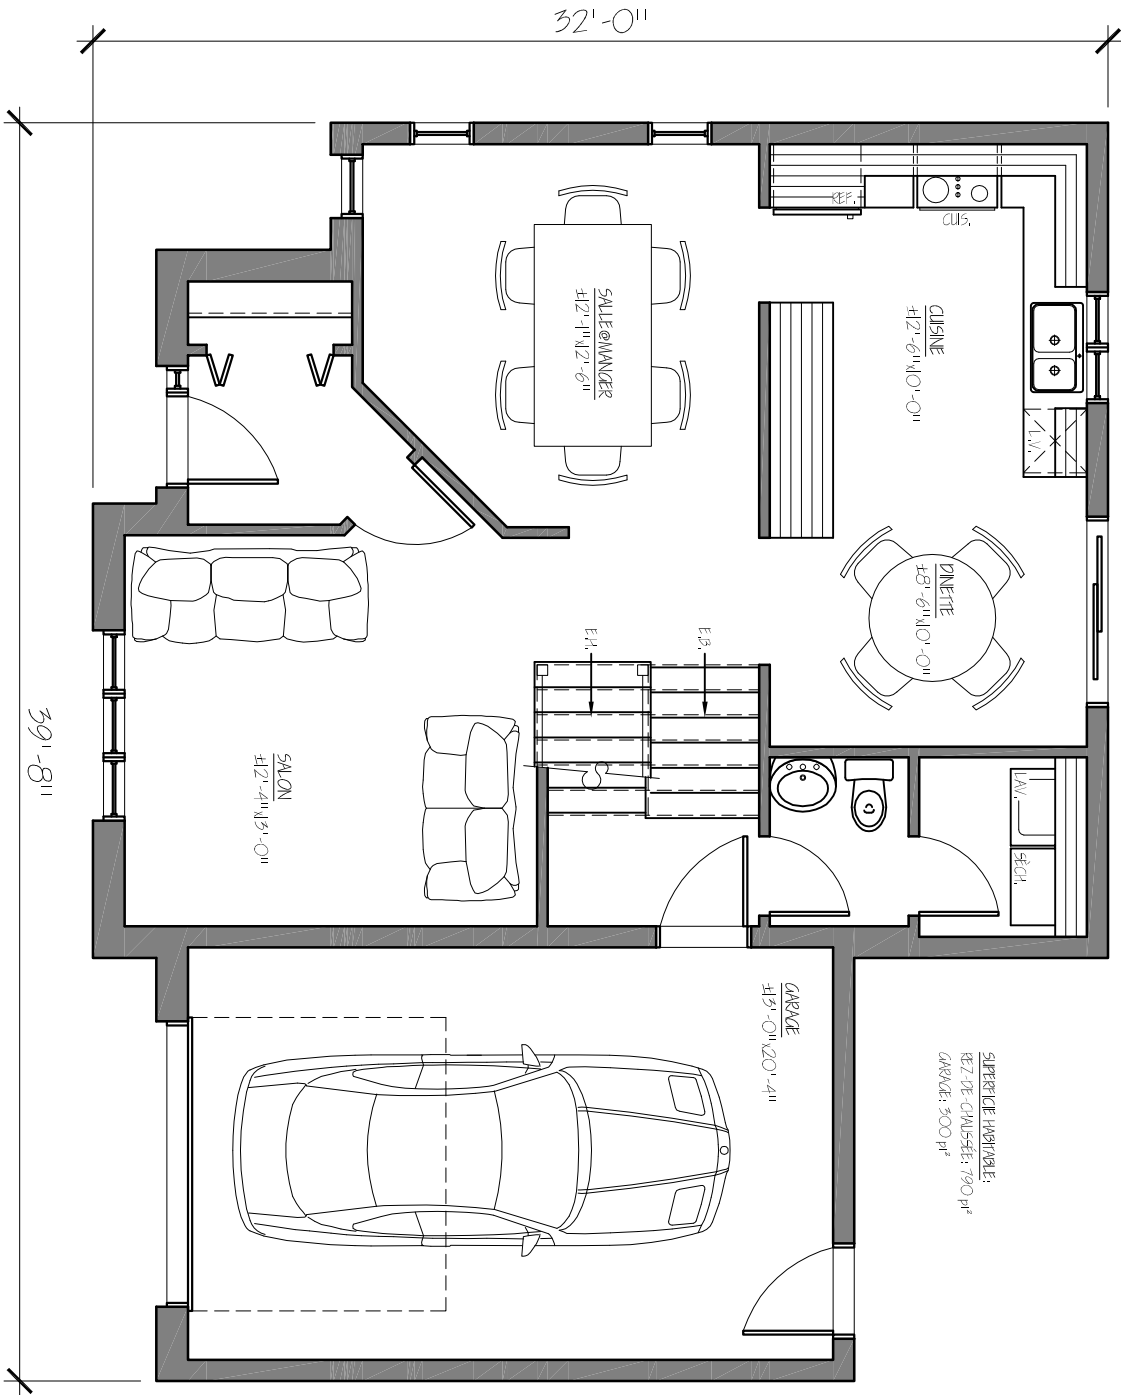 32'-0"
39'-8"
REF.
CUIS.
CUISINE
±12'-6"x10'-0"
SALLE@MANGER
±12'-1"x12'-6"
L.V.
DINETTE
±8'-6"x10'-0"
E.H.
E.B.
SALON
±12'-4"x13'-0"
LAV.
SÉCH.
GARAGE
±13'-0"x20'-4"
SUPERFICIE HABITABLE:
REZ-DE-CHAUSSÉE: 790 pi²
GARAGE: 300 pi²